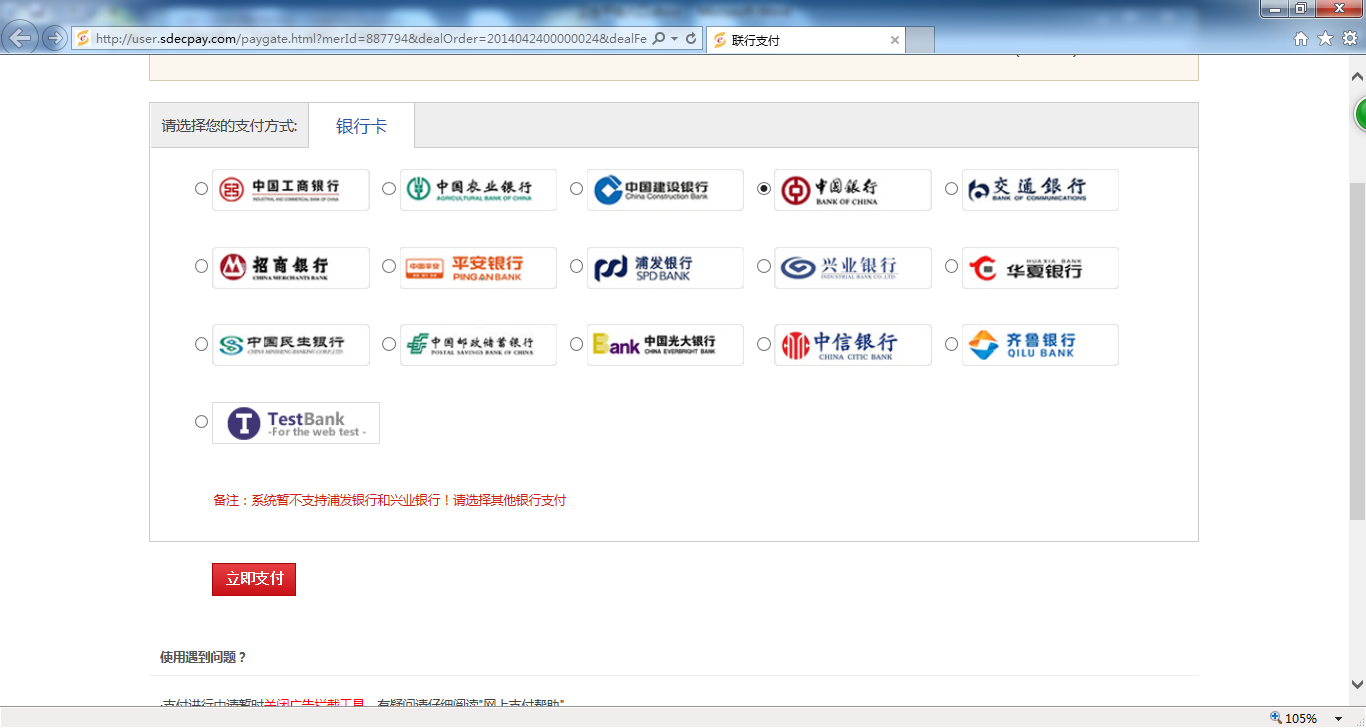 http://user.sdecpay.com/paygate.html?merId=887794&dealOrder=2014042400000024&dealFe
联行支付
请选择您的支付方式:
银行卡
中国工商银行
INDUSTRIAL AND COMMERCIAL BANK OF CHINA
中国农业银行
AGRICULTURAL BANK OF CHINA
中国建设银行
China Construction Bank
中国银行
BANK OF CHINA
交通银行
BANK OF COMMUNICATIONS
招商银行
CHINA MERCHANTS BANK
中国平安
平安银行
PING AN BANK
浦发银行
SPD BANK
兴业银行
INDUSTRIAL BANK CO.,LTD.
HUA XIA BANK
华夏银行
中国民生银行
CHINA MINSHENG BANKING CORP.,LTD.
中国邮政储蓄银行
POSTAL SAVINGS BANK OF CHINA
Bank
中国光大银行
CHINA EVERBRIGHT BANK
中信银行
CHINA CITIC BANK
齐鲁银行
QILU BANK
T
TestBank
-For the web test -
备注：系统暂不支持浦发银行和兴业银行！请选择其他银行支付
立即支付
使用遇到问题？
·支付进行中请暂时关闭广告拦截工具，有疑问请仔细阅读"网上支付帮助"
105%